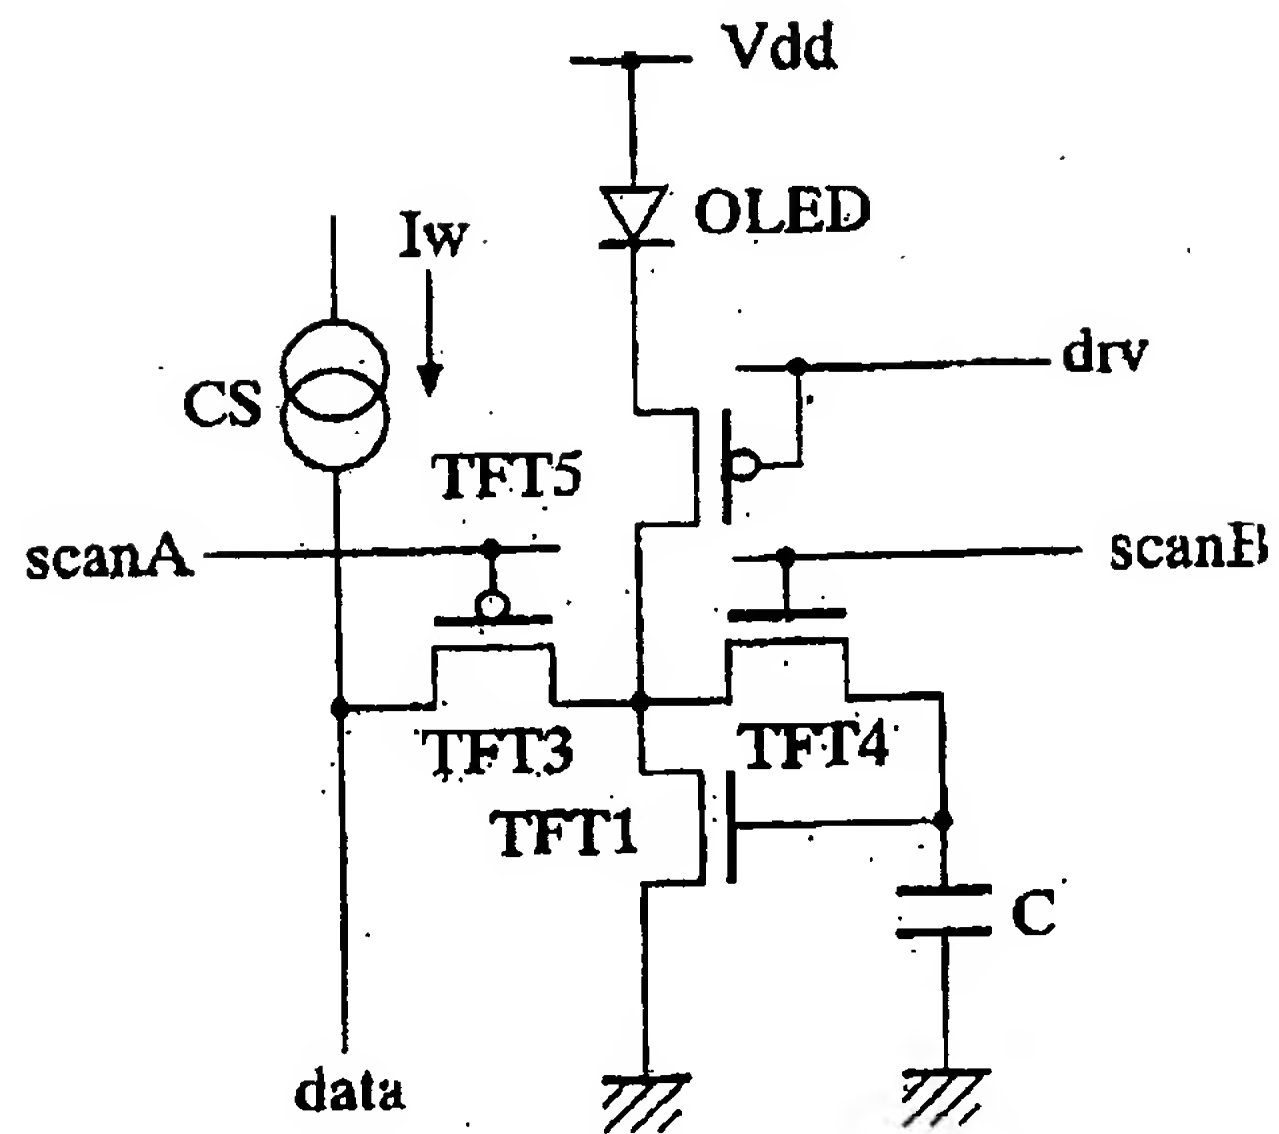 Vdd
OLED
Iw
CS
drv
TFT5
scanA
scanB
TFT3
TFT4
TFT1
C
data